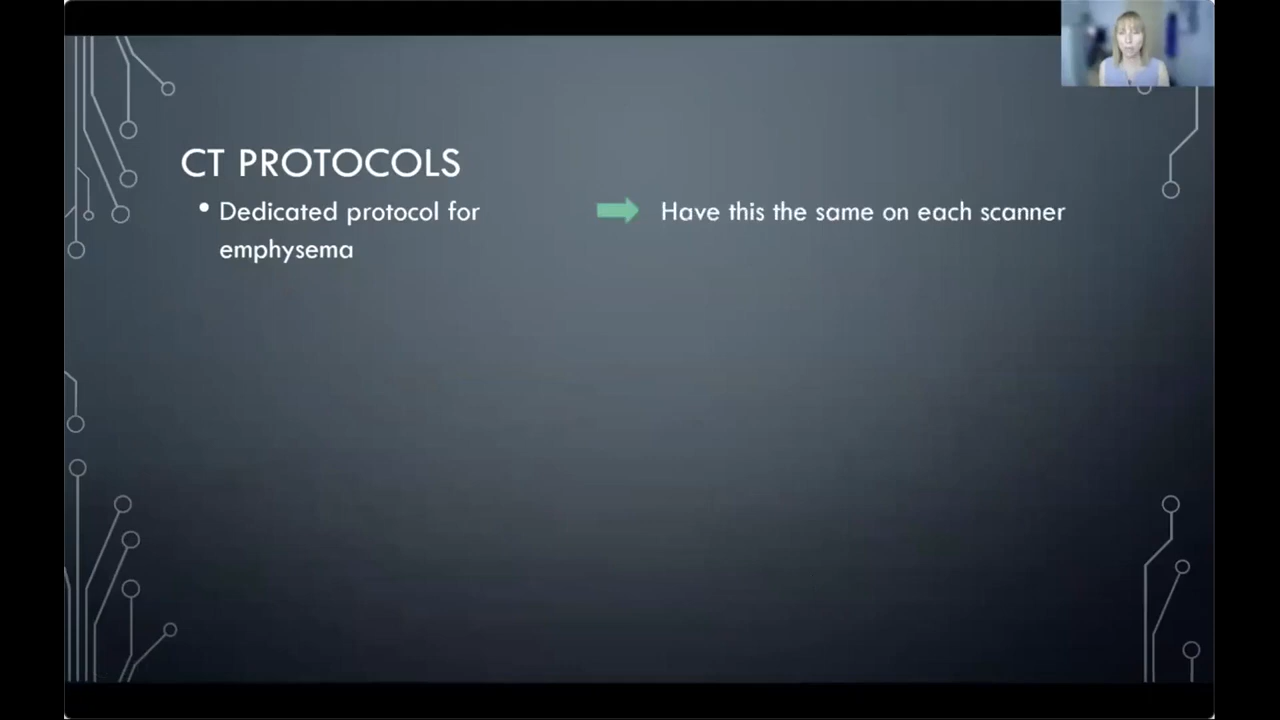 CT PROTOCOLS
• Dedicated protocol for
emphysema
Have this the same on each scanner